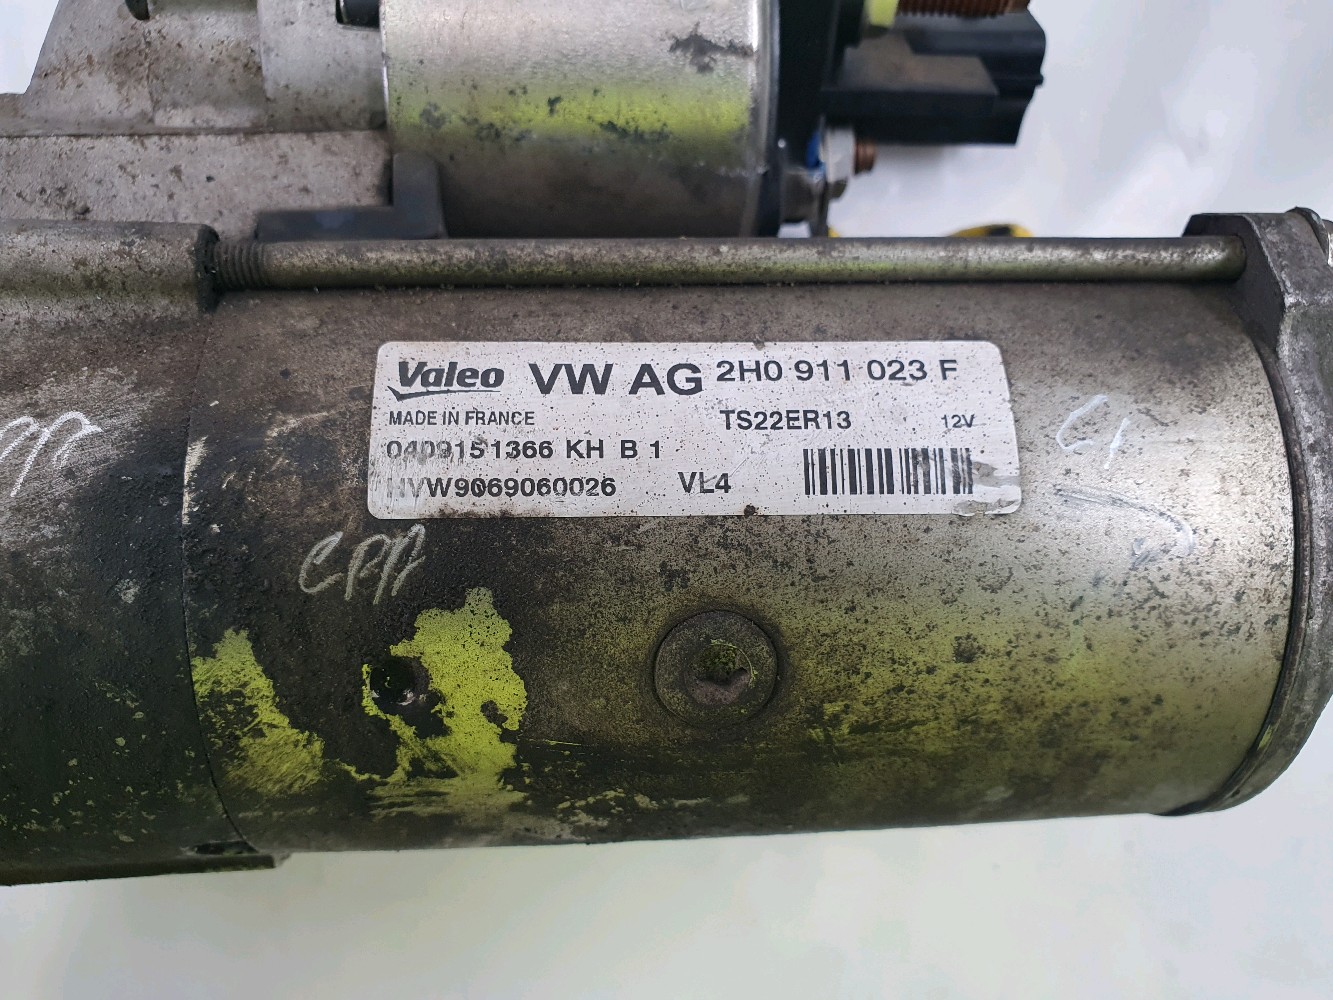 Valeo VW AG 2H0 911 023 F
MADE IN FRANCE TS22ER13 12V
0409151366 KH B 1
HVW9069060026 VL4